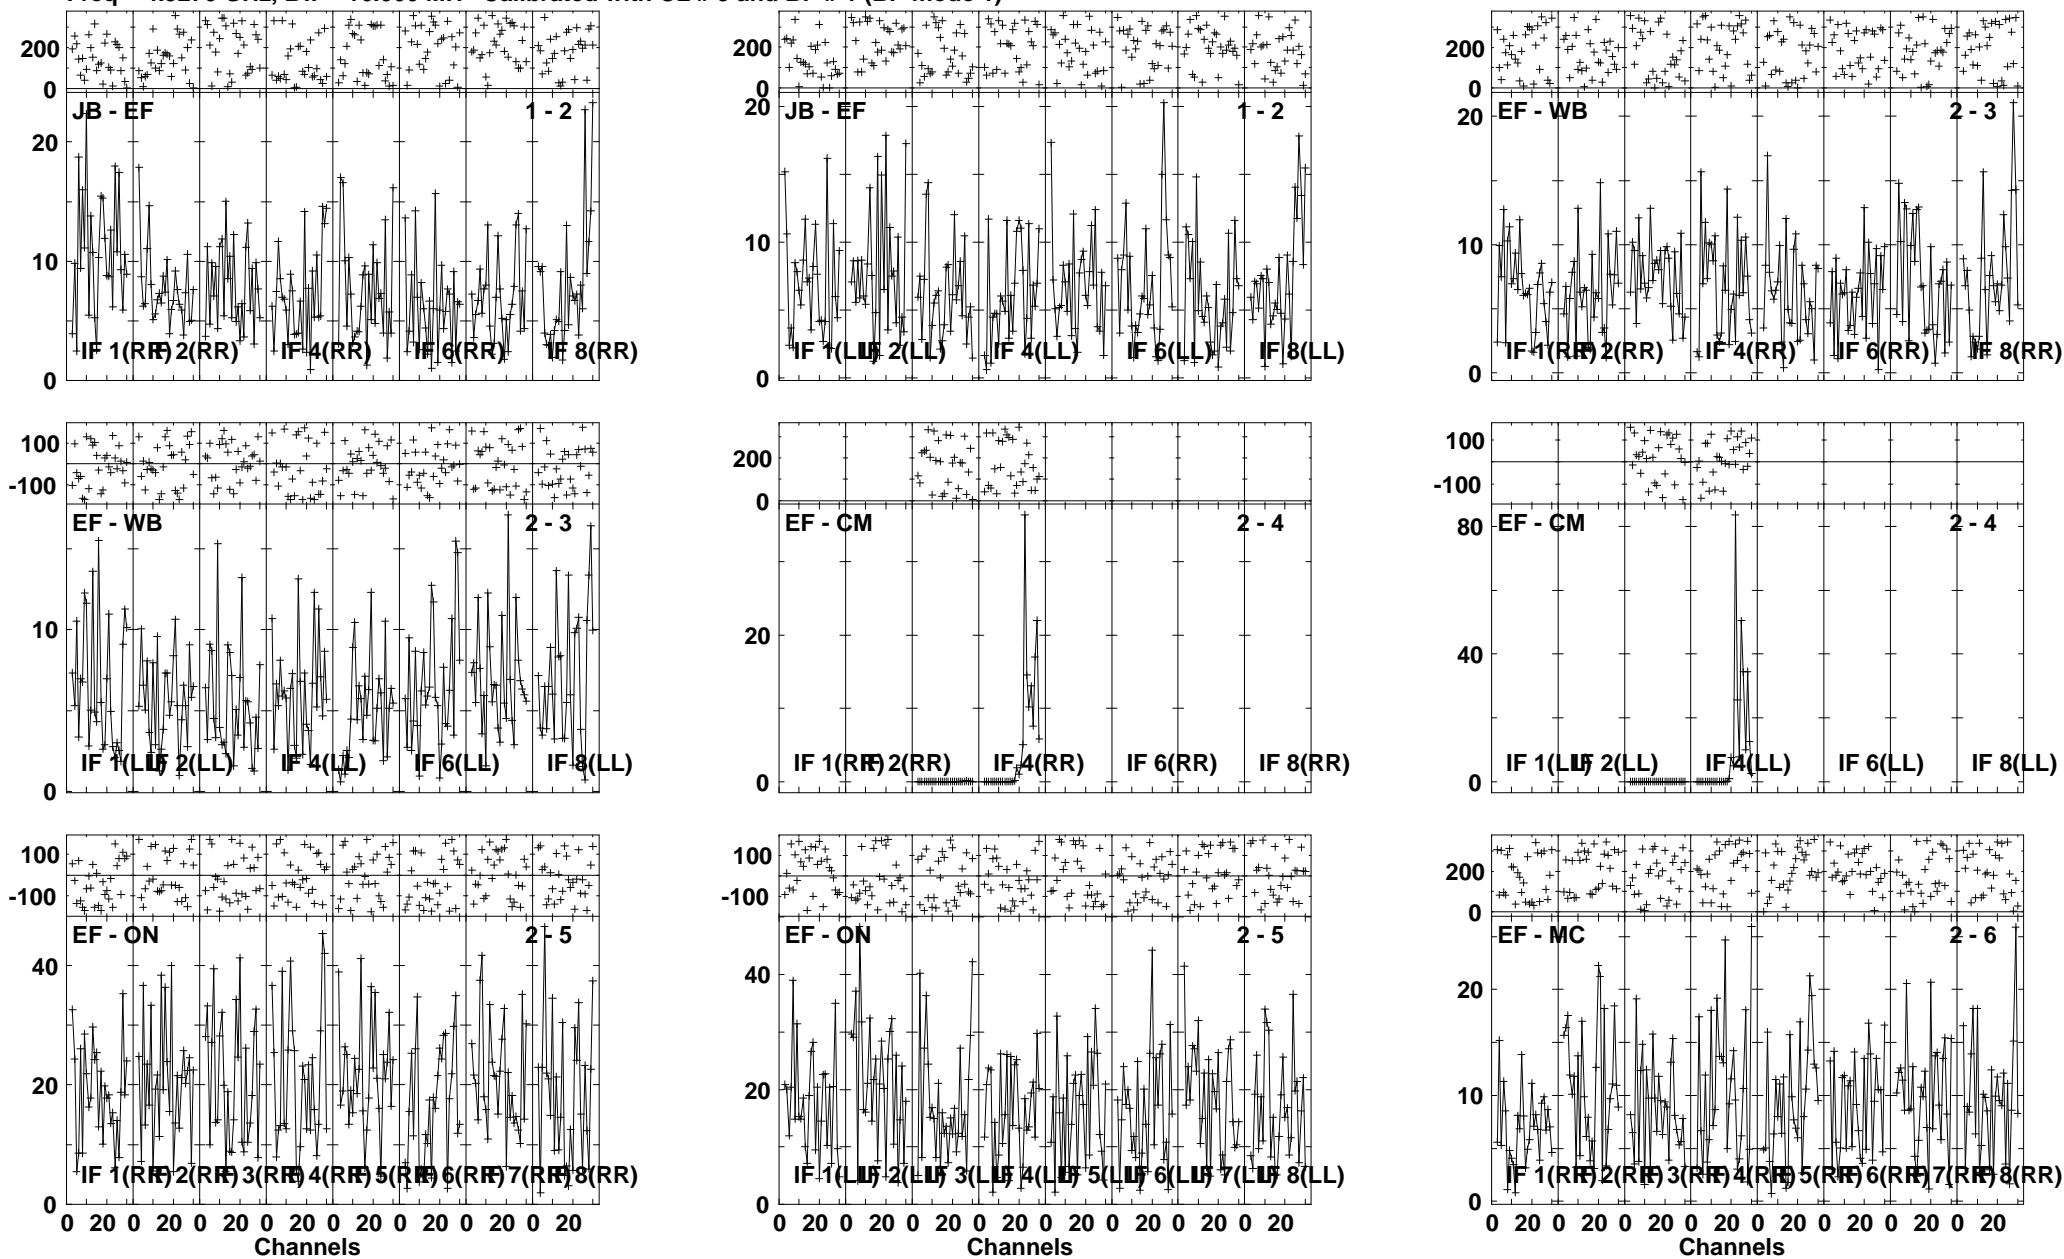 200
0
JB - EF
1 - 2
20
10
0
IF 1(RR)
IF 2(RR)
IF 4(RR)
IF 6(RR)
IF 8(RR)
200
0
JB - EF
1 - 2
20
10
0
IF 1(LL)
IF 2(LL)
IF 4(LL)
IF 6(LL)
IF 8(LL)
200
0
EF - WB
2 - 3
20
10
0
IF 1(RR)
IF 2(RR)
IF 4(RR)
IF 6(RR)
IF 8(RR)
100
-100
EF - WB
2 - 3
10
0
IF 1(LL)
IF 2(LL)
IF 4(LL)
IF 6(LL)
IF 8(LL)
200
0
EF - CM
2 - 4
20
0
IF 1(RR)
IF 2(RR)
IF 4(RR)
IF 6(RR)
IF 8(RR)
100
-100
EF - CM
2 - 4
80
40
0
IF 1(LL)
IF 2(LL)
IF 4(LL)
IF 6(LL)
IF 8(LL)
100
-100
EF - ON
2 - 5
40
20
0
IF 1(RR)
IF 2(RR)
IF 3(RR)
IF 4(RR)
IF 5(RR)
IF 6(RR)
IF 7(RR)
IF 8(RR)
0 20 0 20 0 20 0 20 0 20 0 20 0 20 0 20
Channels
100
-100
EF - ON
2 - 5
40
20
0
IF 1(LL)
IF 2(LL)
IF 3(LL)
IF 4(LL)
IF 5(LL)
IF 6(LL)
IF 7(LL)
IF 8(LL)
0 20 0 20 0 20 0 20 0 20 0 20 0 20 0 20
Channels
200
0
EF - MC
2 - 6
20
10
0
IF 1(RR)
IF 2(RR)
IF 3(RR)
IF 4(RR)
IF 5(RR)
IF 6(RR)
IF 7(RR)
IF 8(RR)
0 20 0 20 0 20 0 20 0 20 0 20 0 20 0 20
Channels